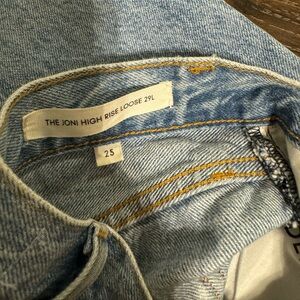 THE JONI HIGH RISE LOOSE 29L
25